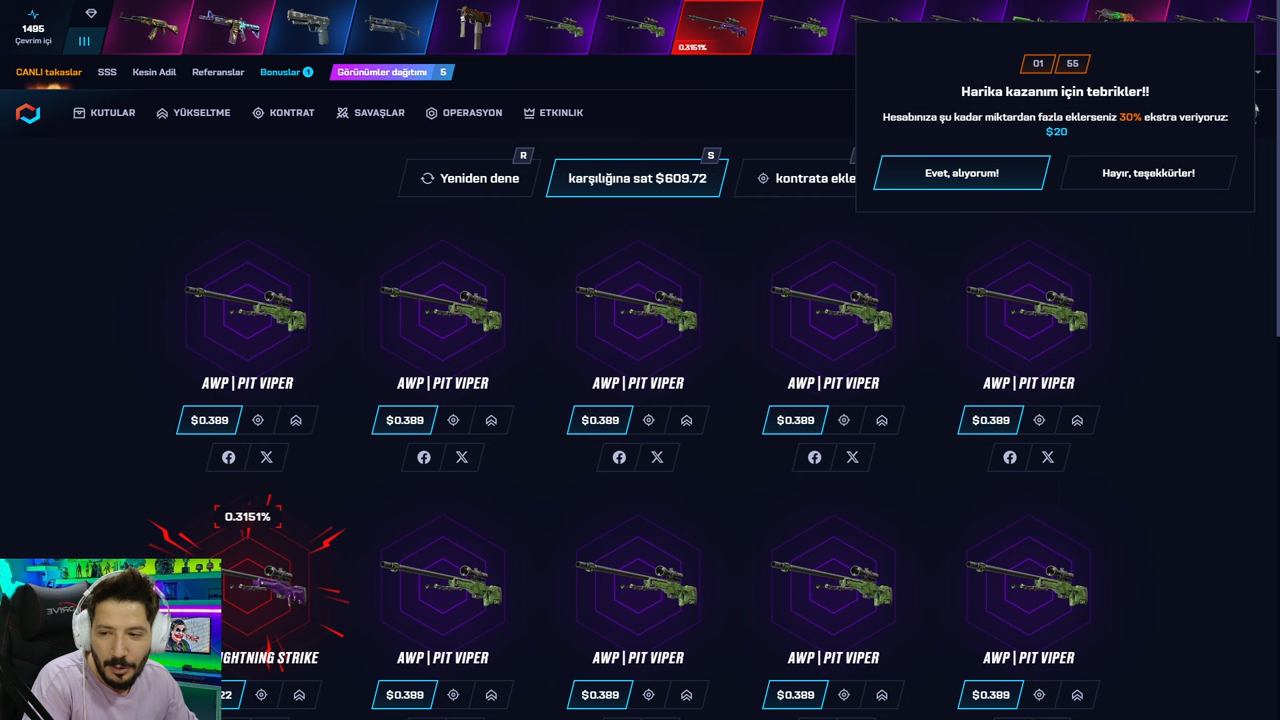 1495
Çevrim içi
0.3151%
CANLI takaslar
SSS
Kesin Adil
Referanslar
Bonuslar 1
Görünümler dağıtımı 5
KUTULAR
YÜKSELTME
KONTRAT
SAVAŞLAR
OPERASYON
ETKINLIK
01 55
Harika kazanım için tebrikler!!
Hesabınıza şu kadar miktardan fazla eklerseniz 30% ekstra veriyoruz:
$20
Evet, alıyorum!
Hayır, teşekkürler!
R
Yeniden dene
S
karşılığına sat $609.72
kontrata ekle
AWP | PIT VIPER
AWP | PIT VIPER
AWP | PIT VIPER
AWP | PIT VIPER
AWP | PIT VIPER
$0.389
$0.389
$0.389
$0.389
$0.389
0.3151%
IGHTNING STRIKE
AWP | PIT VIPER
AWP | PIT VIPER
AWP | PIT VIPER
AWP | PIT VIPER
22
$0.389
$0.389
$0.389
$0.389